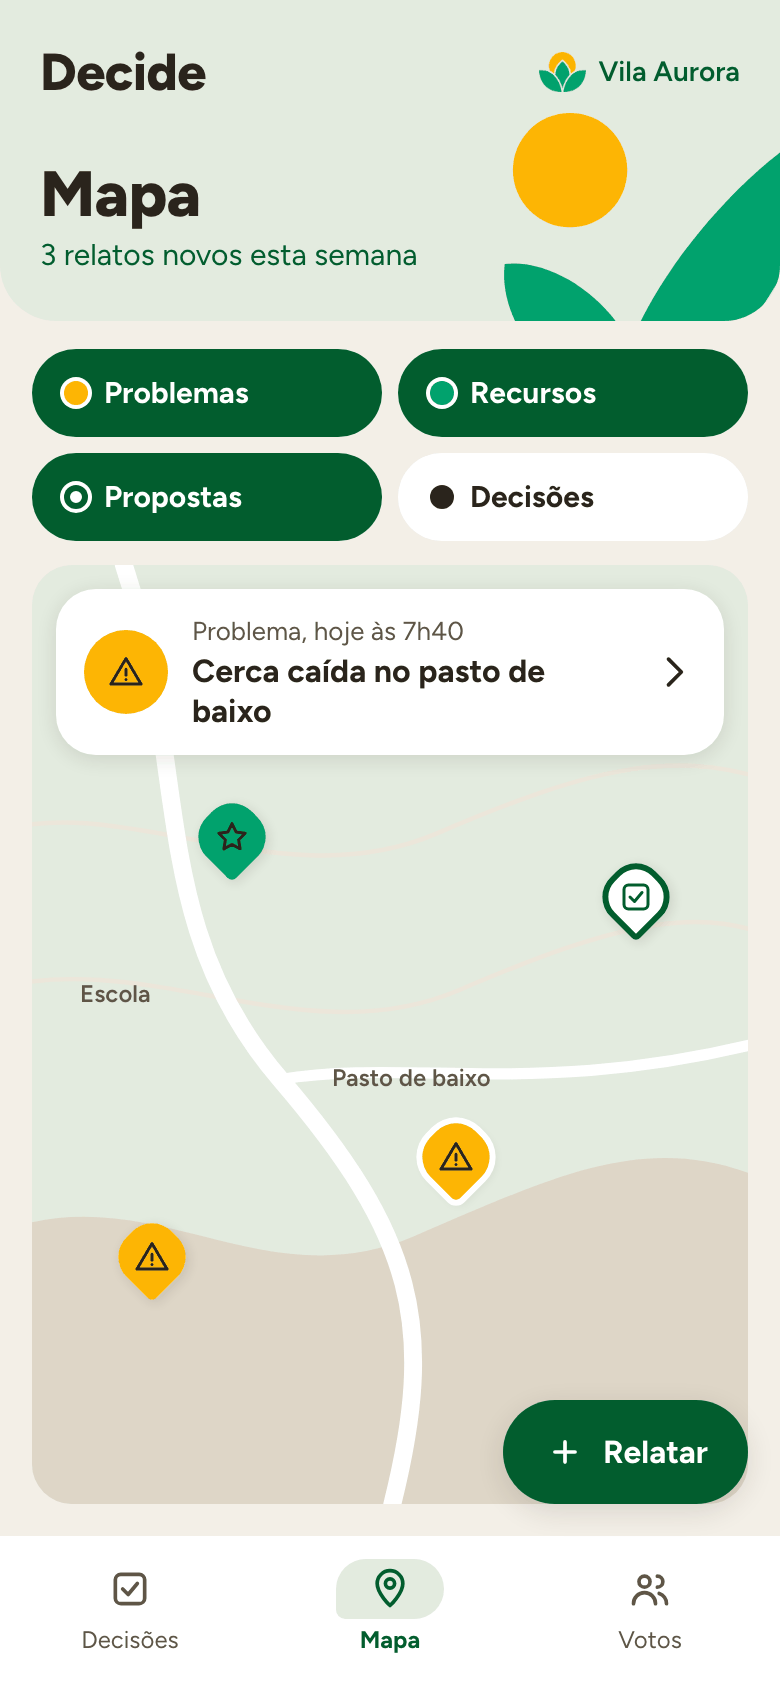 Decide
Vila Aurora
Mapa
3 relatos novos esta semana
Problemas
Recursos
Propostas
Decisões
Problema, hoje às 7h40
Cerca caída no pasto de
baixo
Escola
Pasto de baixo
Relatar
Decisões
Mapa
Votos